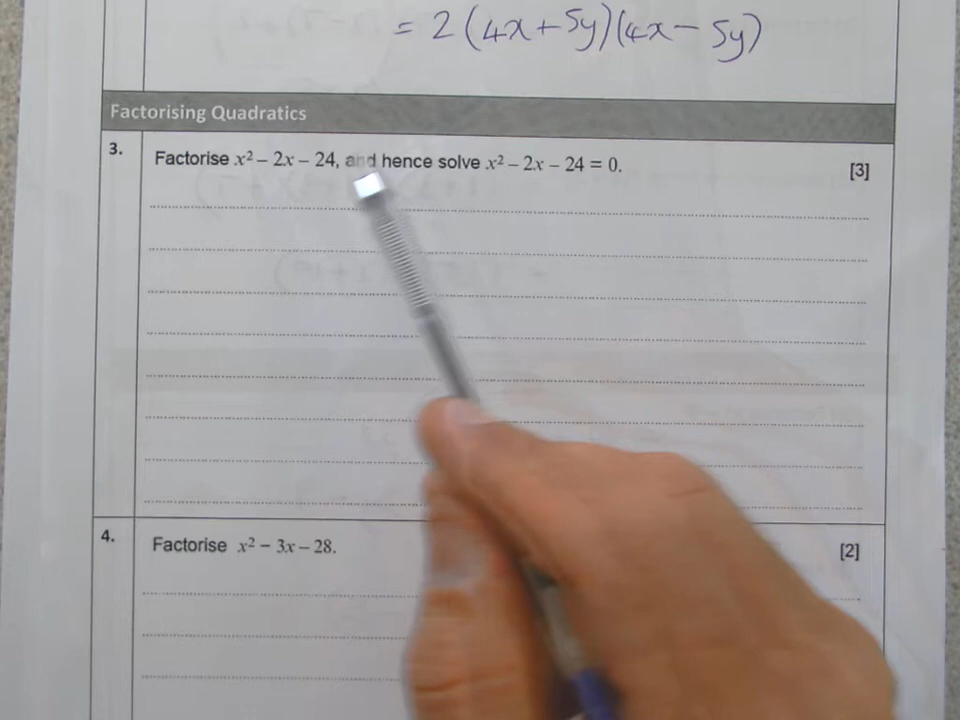 = 2 (4x+5y)(4x− 5y)
Factorising Quadratics
3. Factorise x² – 2x – 24, and hence solve x² – 2x – 24 = 0. [3]
4. Factorise x² – 3x – 28. [2]